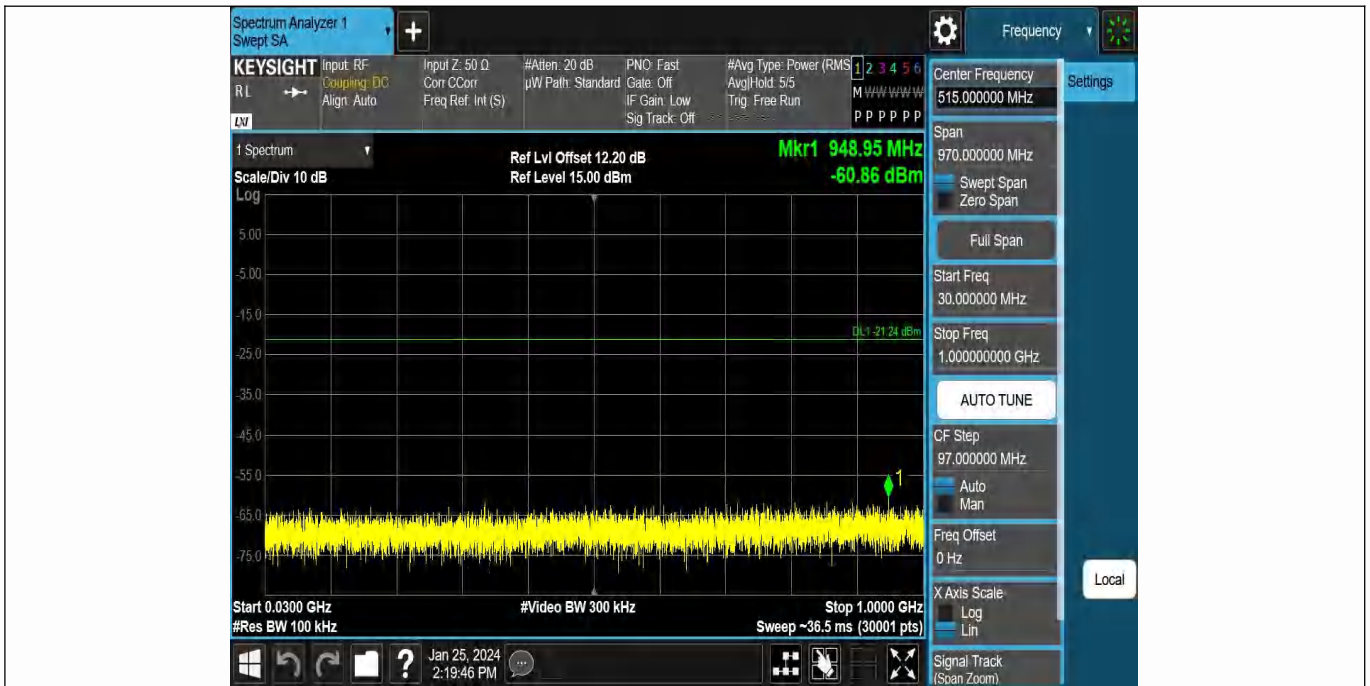 Spectrum Analyzer 1
Swept SA
+
Frequency
KEYSIGHT
RL
LXI
Input: RF
Coupling: DC
Align: Auto
Input Z: 50 Ω
Corr CCorr
Freq Ref: Int (S)
#Atten: 20 dB
µW Path: Standard
PNO: Fast
Gate: Off
IF Gain: Low
Sig Track: Off
#Avg Type: Power (RMS
Avg|Hold: 5/5
Trig: Free Run
1 2 3 4 5 6
M W W W W W
P P P P P P
1 Spectrum
Scale/Div 10 dB
Log
Ref Lvl Offset 12.20 dB
Ref Level 15.00 dBm
Mkr1 948.95 MHz
-60.86 dBm
5.00
-5.00
-15.0
DL1 -21.24 dBm
-25.0
-35.0
-45.0
-55.0
1
-65.0
-75.0
Start 0.0300 GHz
#Res BW 100 kHz
#Video BW 300 kHz
Stop 1.0000 GHz
Sweep ~36.5 ms (30001 pts)
Center Frequency
515.000000 MHz
Settings
Span
970.000000 MHz
Swept Span
Zero Span
Full Span
Start Freq
30.000000 MHz
Stop Freq
1.000000000 GHz
AUTO TUNE
CF Step
97.000000 MHz
Auto
Man
Freq Offset
0 Hz
X Axis Scale
Log
Lin
Local
Signal Track
(Span Zoom)
?
Jan 25, 2024
2:19:46 PM